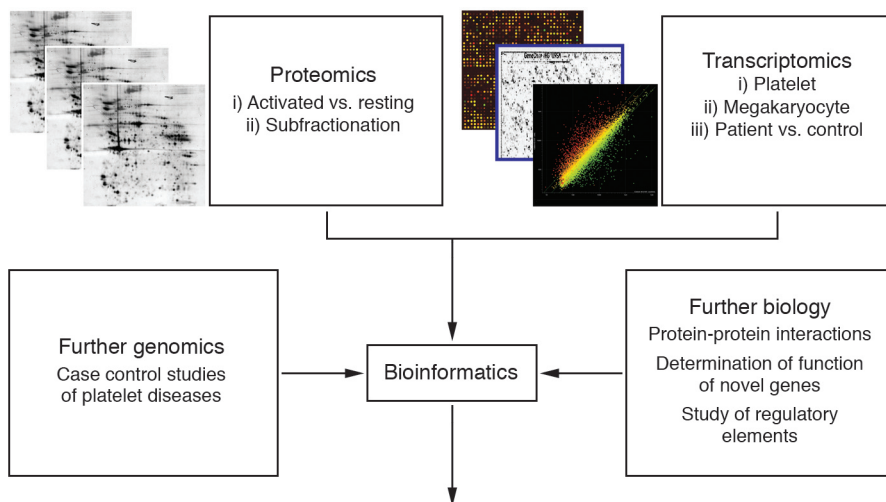 Proteomics
i) Activated vs. resting
ii) Subfractionation
Transcriptomics
i) Platelet
ii) Megakaryocyte
iii) Patient vs. control
Further genomics
Case control studies
of platelet diseases
Bioinformatics
Further biology
Protein-protein interactions
Determination of function
of novel genes
Study of regulatory
elements